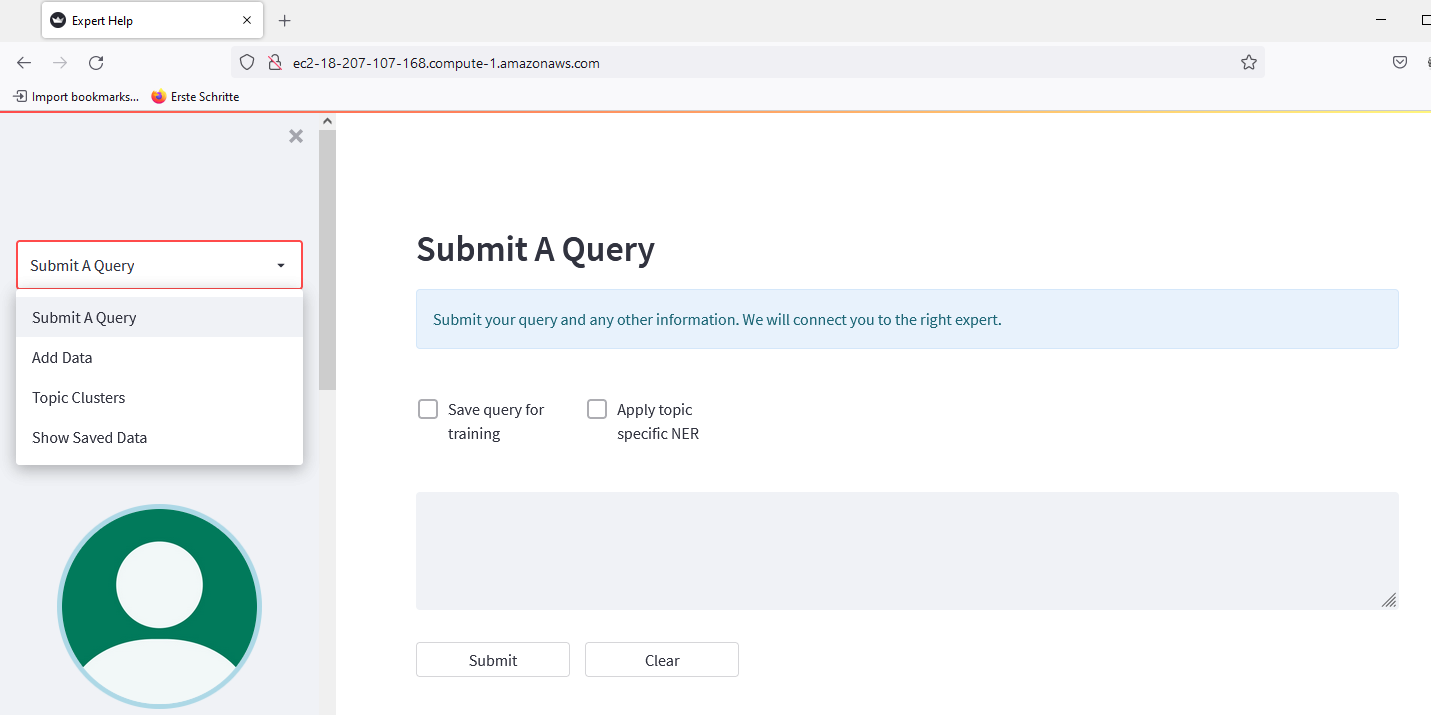 Expert Help
ec2-18-207-107-168.compute-1.amazonaws.com
Import bookmarks... Erste Schritte
Submit A Query
Submit A Query
Add Data
Topic Clusters
Show Saved Data
Submit A Query
Submit your query and any other information. We will connect you to the right expert.
Save query for
training
Apply topic
specific NER
Submit Clear